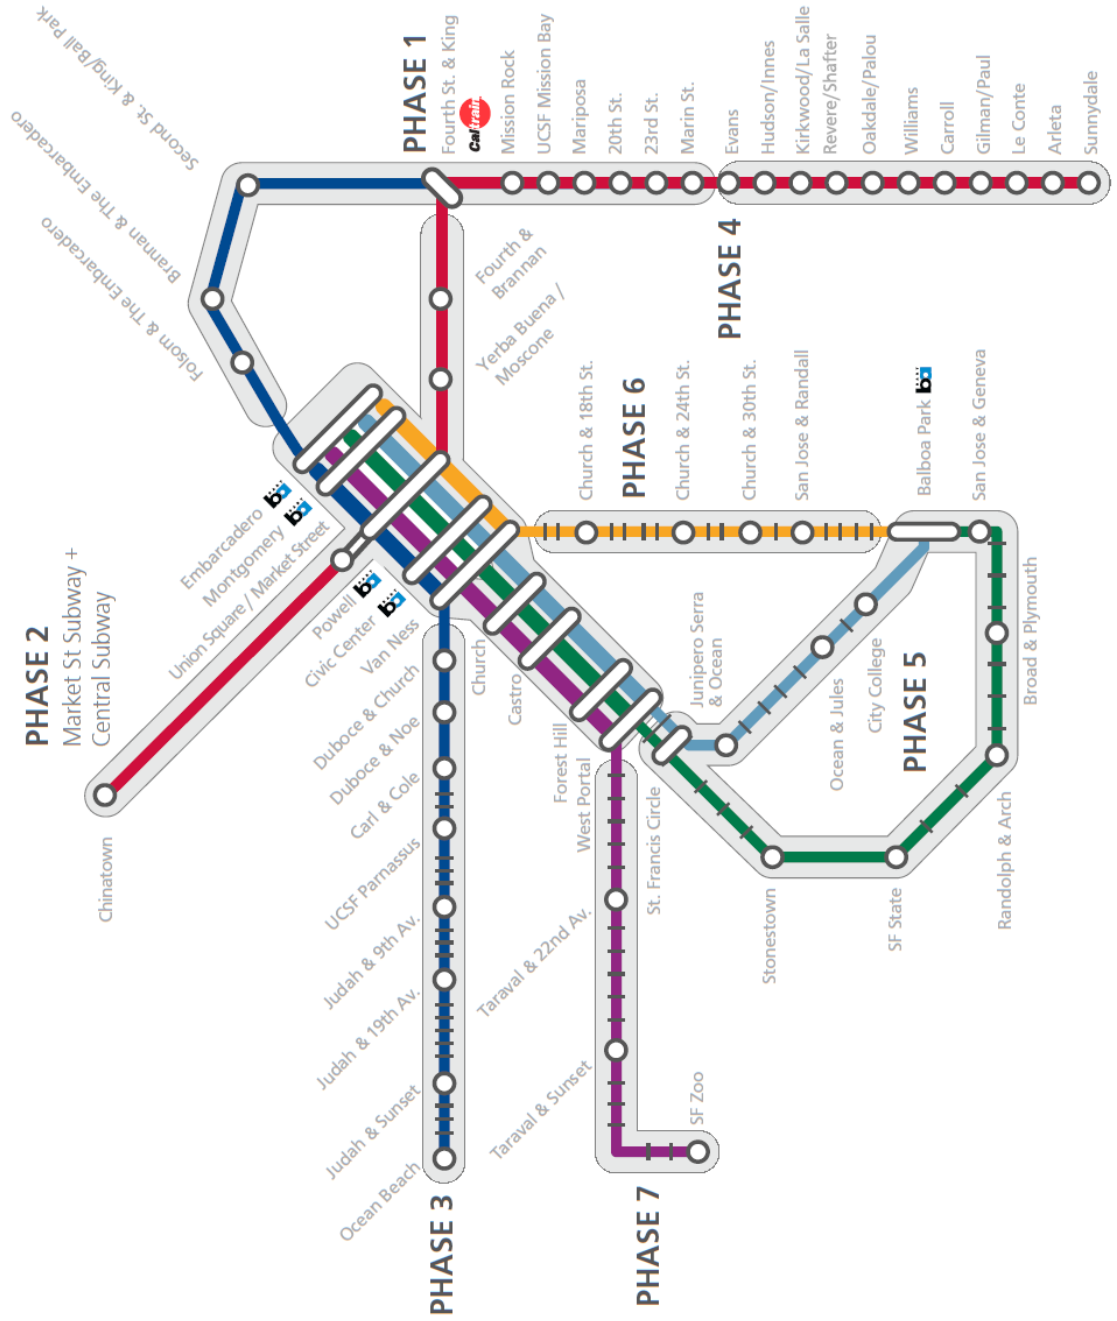 PHASE 1
Fourth St. & King
Caltrain
Mission Rock
UCSF Mission Bay
Mariposa
20th St.
23rd St.
Marin St.
Evans
Hudson/Innes
Kirkwood/La Salle
Revere/Shafter
Oakdale/Palou
Williams
Carroll
Gilman/Paul
Le Conte
Arleta
Sunnydale
PHASE 4
Second St. & King/Ball Park
Brannan & The Embarcadero
Folsom & The Embarcadero
Fourth &
Brannan
Yerba Buena /
Moscone
PHASE 2
Market St Subway +
Central Subway
Chinatown
Union Square / Market Street
Embarcadero
ba
Montgomery
ba
Powell
ba
Civic Center
ba
Van Ness
Church
Castro
Forest Hill
West Portal
St. Francis Circle
Duboce & Church
Duboce & Noe
Carl & Cole
UCSF Parnassus
Judah & 9th Av.
Judah & 19th Av.
Judah & Sunset
Ocean Beach
PHASE 3
Church & 18th St.
PHASE 6
Church & 24th St.
Church & 30th St.
San Jose & Randall
Balboa Park
ba
San Jose & Geneva
Junipero Serra
& Ocean
Ocean & Jules
City College
PHASE 5
Broad & Plymouth
Randolph & Arch
SF State
Stonestown
Taraval & 22nd Av.
Taraval & Sunset
SF Zoo
PHASE 7